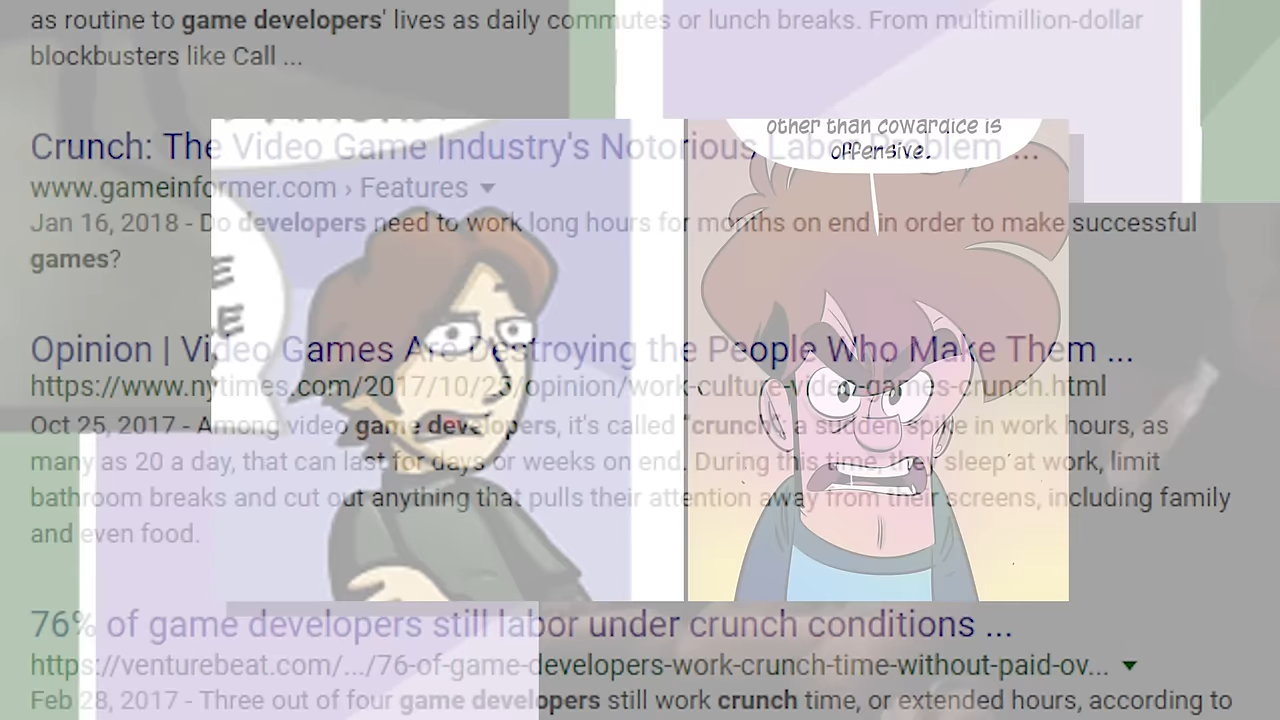 as routine to game developers' lives as daily commutes or lunch breaks. From multimillion-dollar
blockbusters like Call ...
other than cowardice is
offensive.
Crunch: The Video Game Industry's Notorious Labor Problem ...
www.gameinformer.com › Features
Jan 16, 2018 - Do developers need to work long hours for months on end in order to make successful
games?
E
E
Opinion | Video Games Are Destroying the People Who Make Them ...
https://www.nytimes.com/2017/10/25/opinion/work-culture-video-games-crunch.html
Oct 25, 2017 - Among video game developers, it's called "crunch": a sudden spike in work hours, as
many as 20 a day, that can last for days or weeks on end. During this time, they sleep at work, limit
bathroom breaks and cut out anything that pulls their attention away from their screens, including family
and even food.
76% of game developers still labor under crunch conditions ...
https://venturebeat.com/.../76-of-game-developers-work-crunch-time-without-paid-ov...
Feb 28, 2017 - Three out of four game developers still work crunch time, or extended hours, according to